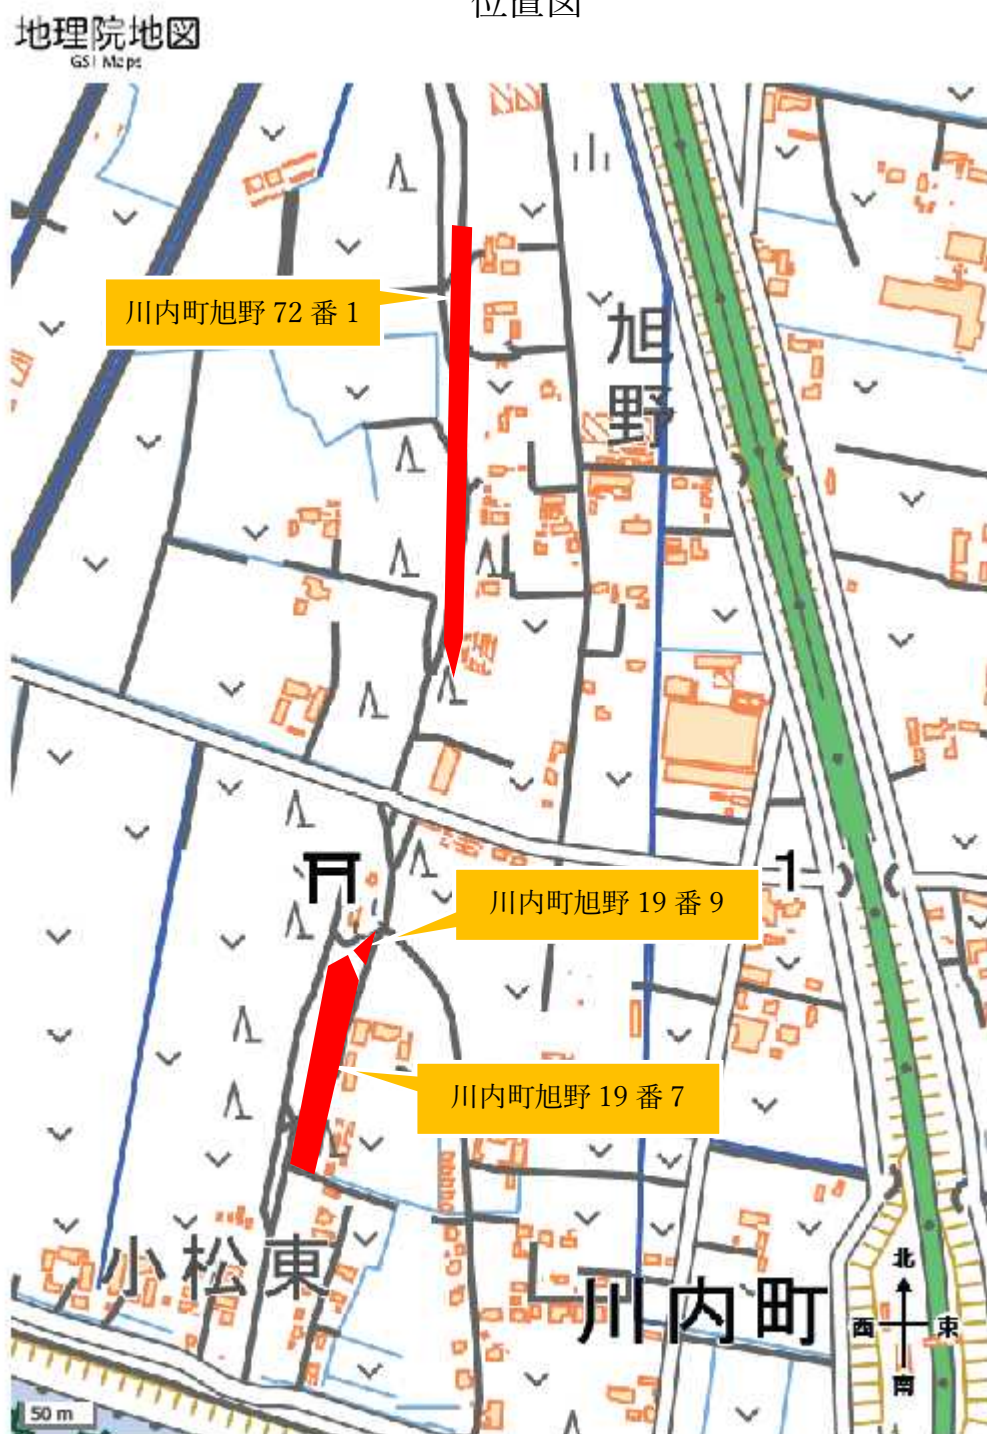 位置図
地理院地図
GSI Maps
川内町旭野 72 番 1
旭野
1
川内町旭野 19 番 9
川内町旭野 19 番 7
小松東
川内町
北
西 東
南
50 m